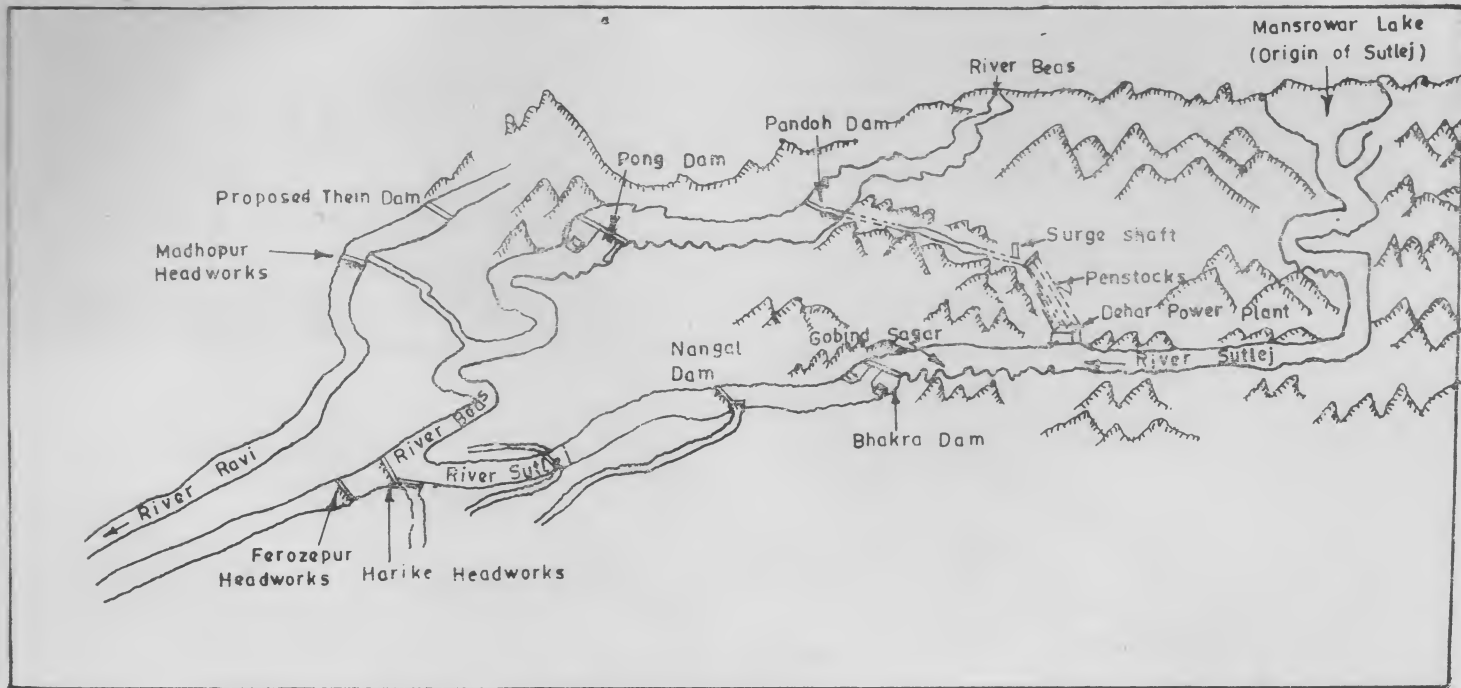 Mansrowar Lake
(Origin of Sutlej)
River Beas
Pandoh Dam
Pong Dam
Proposed Thein Dam
Madhopur
Headworks
Surge shaft
Penstocks
Dehar Power Plant
Gobind Sagar
Nangal
Dam
River Sutlej
Bhakra Dam
River Beas
River Sutlej
River Ravi
Ferozepur
Headworks
Harike Headworks